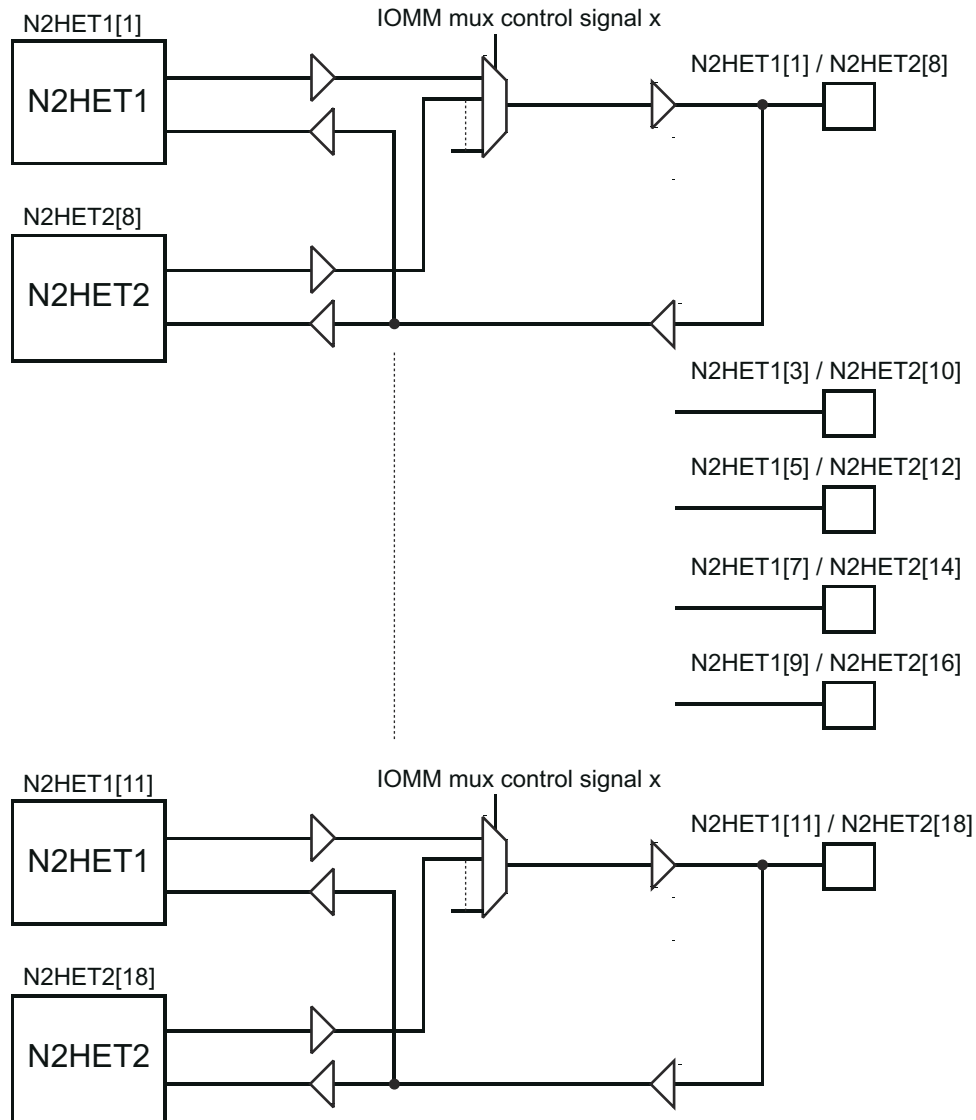 N2HET1[1]
IOMM mux control signal x
N2HET1[1] / N2HET2[8]
N2HET1
N2HET2[8]
N2HET2
N2HET1[3] / N2HET2[10]
N2HET1[5] / N2HET2[12]
N2HET1[7] / N2HET2[14]
N2HET1[9] / N2HET2[16]
N2HET1[11]
IOMM mux control signal x
N2HET1[11] / N2HET2[18]
N2HET1
N2HET2[18]
N2HET2